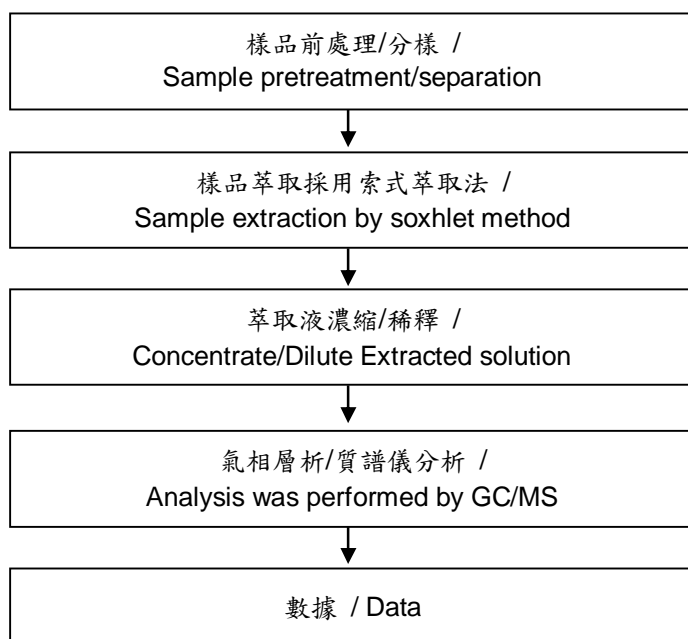 樣品前處理/分樣 /
Sample pretreatment/separation
樣品萃取採用索式萃取法 /
Sample extraction by soxhlet method
萃取液濃縮/稀釋 /
Concentrate/Dilute Extracted solution
氣相層析/質譜儀分析 /
Analysis was performed by GC/MS
數據 / Data